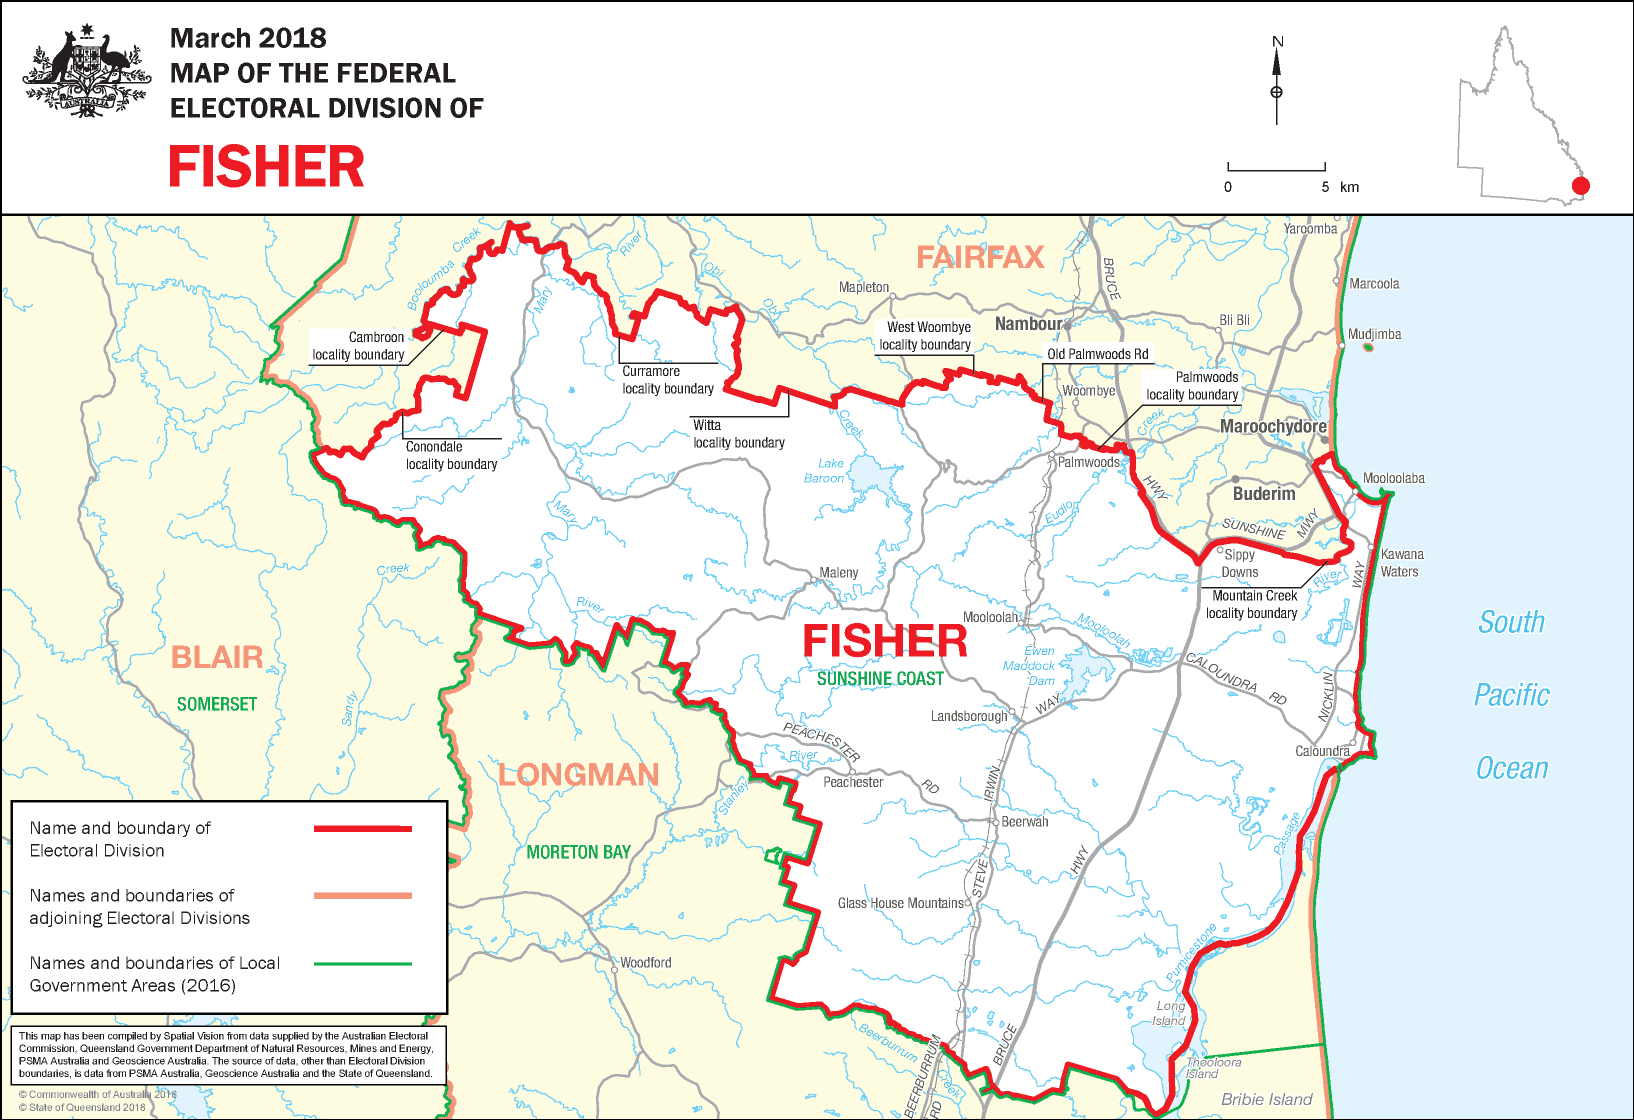 March 2018
MAP OF THE FEDERAL
ELECTORAL DIVISION OF
FISHER
AUSTRALIA
N
0 5 km
Yaroomba
FAIRFAX
Booloumba
Creek
River
Obi
Obi
Mary
BRUCE
Mapleton
Marcoola
Nambour
Bli Bli
Mudjimba
Cambroon
locality boundary
West Woombye
locality boundary
Old Palmwoods Rd
Curramore
locality boundary
Palmwoods
locality boundary
Woombye
Witta
locality boundary
Creek
Creek
Maroochydore
Conondale
locality boundary
Lake
Baroon
Palmwoods
HWY
Mooloolaba
Buderim
Mary
Eudlo
SUNSHINE
MWY
Sippy
Downs
Kawana
Waters
Creek
Maleny
River
WAY
Mountain Creek
locality boundary
River
Mooloolah
Mooloolah
South
Pacific
Ocean
FISHER
SUNSHINE COAST
Ewen
Maddock
Dam
BLAIR
SOMERSET
CALOUNDRA RD
Sandy
Landsborough
WAY
NICKLIN
PEACHESTER
RD
River
Caloundra
LONGMAN
Peachester
IRWIN
Stanley
Beerwah
Passage
MORETON BAY
HWY
STEVE
Glass House Mountains
Pumicestone
Woodford
Long
Island
Beerburrum
Creek
BEERBURRUM
RD
BRUCE
Thooloora
Island
Bribie Island
Name and boundary of
Electoral Division
Names and boundaries of
adjoining Electoral Divisions
Names and boundaries of Local
Government Areas (2016)
This map has been compiled by Spatial Vision from data supplied by the Australian Electoral
Commission, Queensland Government Department of Natural Resources, Mines and Energy,
PSMA Australia and Geoscience Australia. The source of data, other than Electoral Division
boundaries, is data from PSMA Australia, Geoscience Australia and the State of Queensland.
© Commonwealth of Australia 2018
© State of Queensland 2018